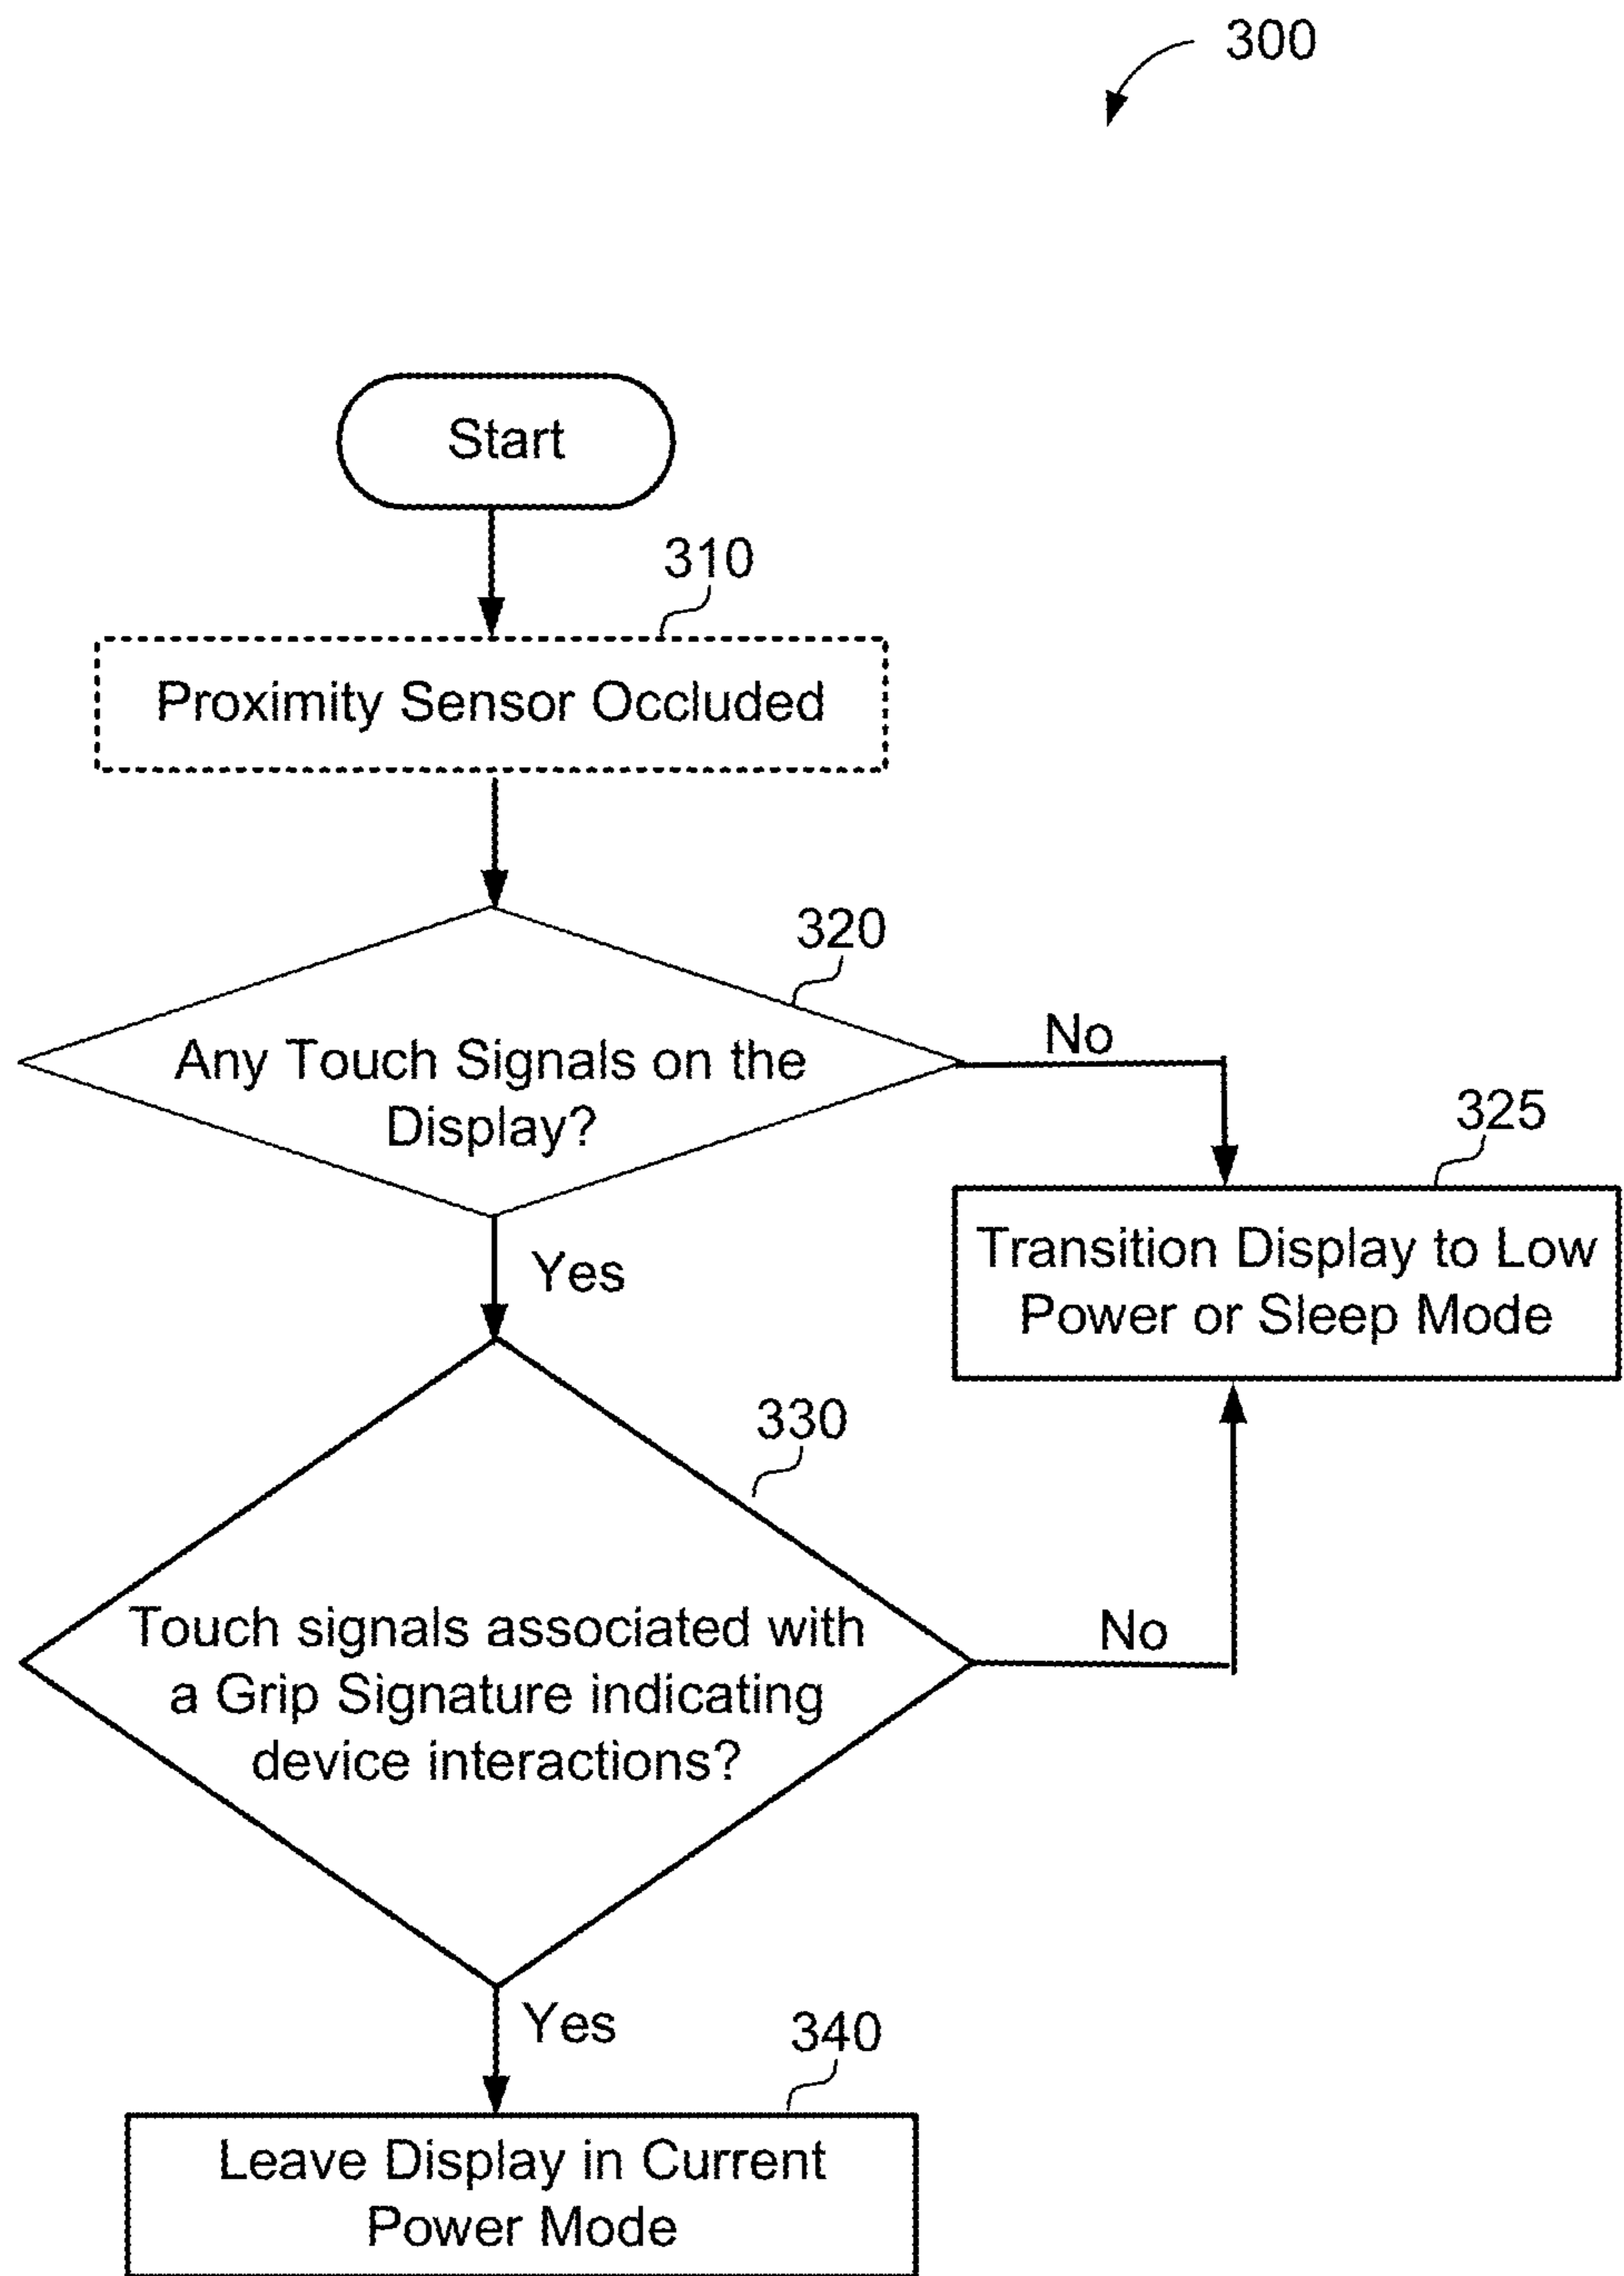 300
Start
310
Proximity Sensor Occluded
320
Any Touch Signals on the
Display?
No
325
Transition Display to Low
Power or Sleep Mode
Yes
330
Touch signals associated with
a Grip Signature indicating
device interactions?
No
Yes
340
Leave Display in Current
Power Mode